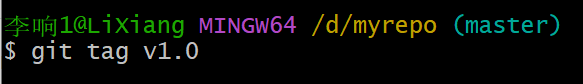 李响1@LiXiang MINGW64 /d/myrepo (master)
$ git tag v1.0